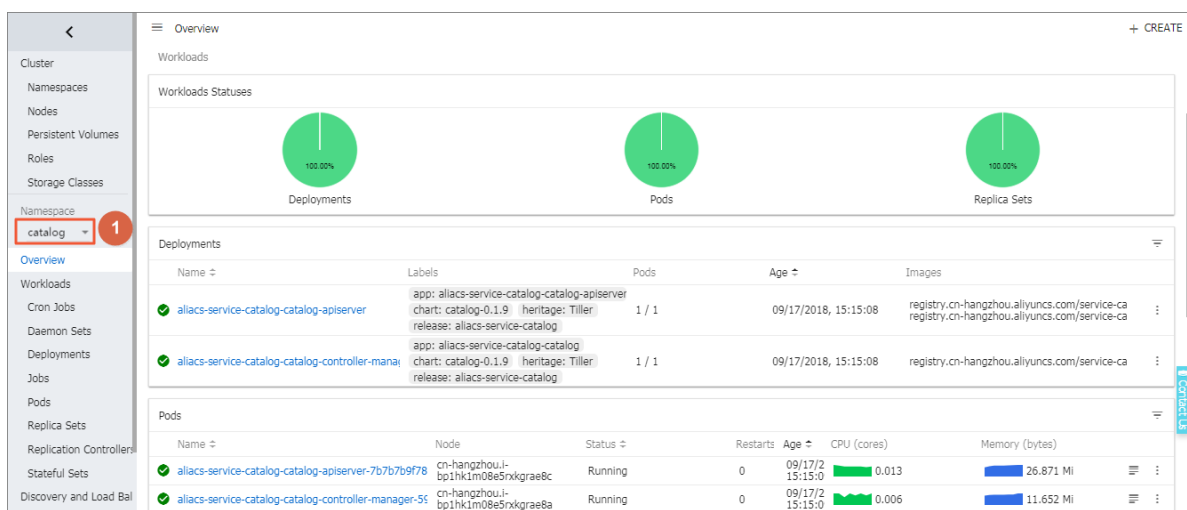 Overview
+ CREATE
Cluster
Namespaces
Nodes
Persistent Volumes
Roles
Storage Classes
Namespace
catalog
1
Overview
Workloads
Cron Jobs
Daemon Sets
Deployments
Jobs
Pods
Replica Sets
Replication Controllers
Stateful Sets
Discovery and Load Bal
Workloads
Workloads Statuses
100.00%
100.00%
100.00%
Deployments
Pods
Replica Sets
Deployments
Name
Labels
Pods
Age
Images
aliacs-service-catalog-catalog-apiserver
app: aliacs-service-catalog-catalog-apiserver
chart: catalog-0.1.9 heritage: Tiller
release: aliacs-service-catalog
1 / 1
09/17/2018, 15:15:08
registry.cn-hangzhou.aliyuncs.com/service-ca
registry.cn-hangzhou.aliyuncs.com/service-ca
aliacs-service-catalog-catalog-controller-manag
app: aliacs-service-catalog-catalog
chart: catalog-0.1.9 heritage: Tiller
release: aliacs-service-catalog
1 / 1
09/17/2018, 15:15:08
registry.cn-hangzhou.aliyuncs.com/service-ca
Pods
Name
Node
Status
Restarts
Age
CPU (cores)
Memory (bytes)
aliacs-service-catalog-catalog-apiserver-7b7b7b9f78
cn-hangzhou.i-
bp1hk1m08e5rxkgrae8c
Running
0
09/17/2
15:15:0
0.013
26.871 Mi
aliacs-service-catalog-catalog-controller-manager-59
cn-hangzhou.i-
bp1hk1m08e5rxkgrae8a
Running
0
09/17/2
15:15:0
0.006
11.652 Mi
Contact Us